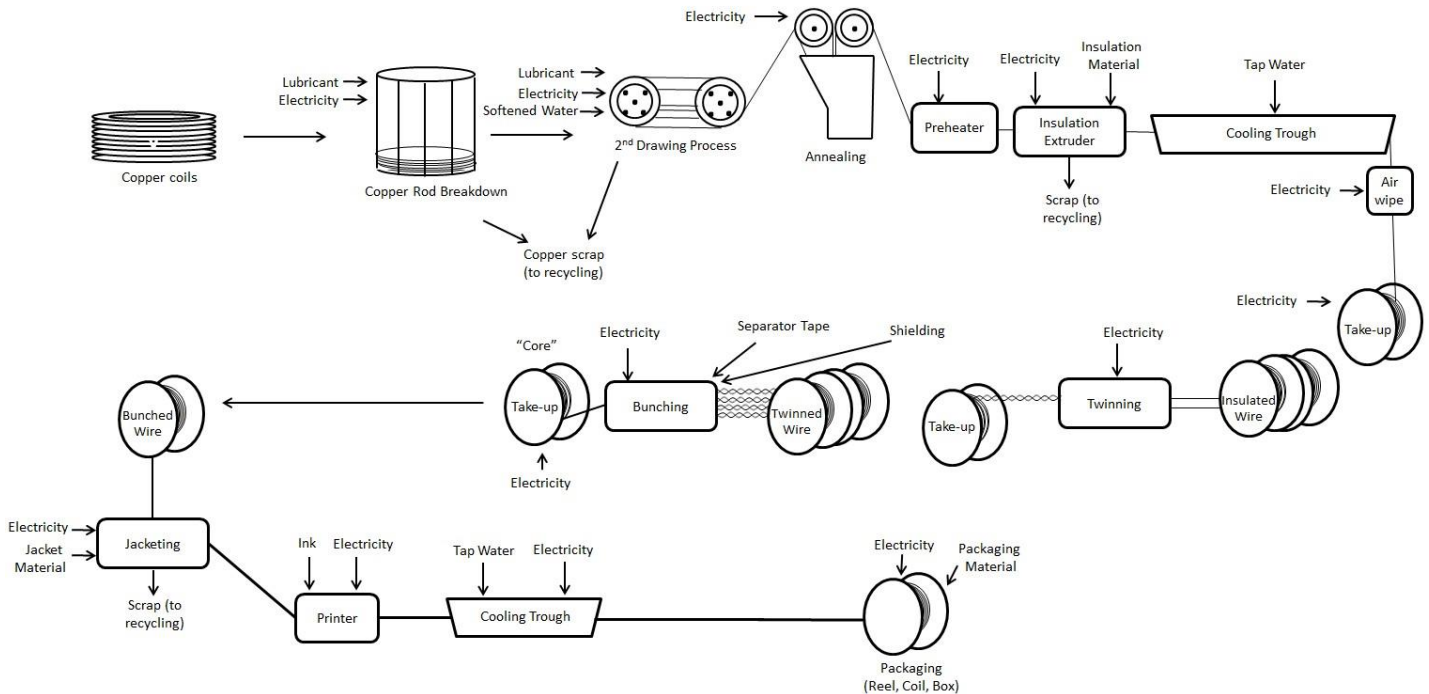 Electricity
Lubricant
Electricity
Copper coils
Copper Rod Breakdown
Lubricant
Electricity
Softened Water
2nd Drawing Process
Copper scrap
(to recycling)
Annealing
Electricity
Preheater
Electricity
Insulation
Material
Insulation
Extruder
Scrap (to
recycling)
Tap Water
Cooling Trough
Electricity
Air
wipe
Electricity
Take-up
Insulated
Wire
Electricity
Twinning
Take-up
Twinned
Wire
Shielding
Separator Tape
Electricity
Bunching
"Core"
Take-up
Electricity
Bunched
Wire
Electricity
Jacket
Material
Jacketing
Scrap (to
recycling)
Ink
Electricity
Printer
Tap Water
Electricity
Cooling Trough
Electricity
Packaging
Material
Packaging
(Reel, Coil, Box)